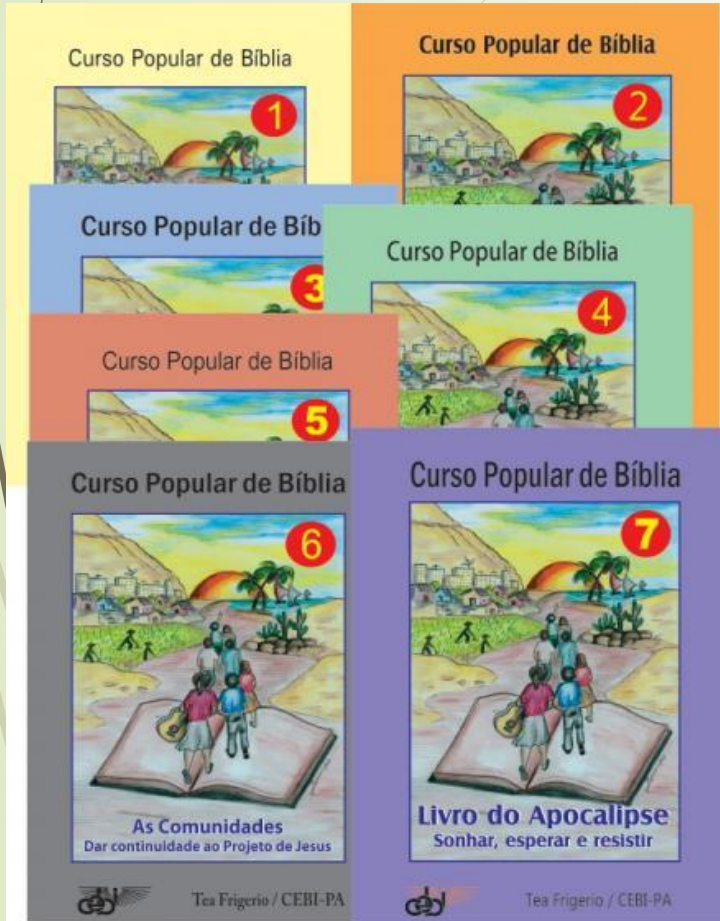 Curso Popular de Bíblia
1
Curso Popular de Bíblia
2
Curso Popular de Bíb
3
Curso Popular de Bíblia
4
Curso Popular de Bíblia
5
Curso Popular de Bíblia
6
As Comunidades
Dar continuidade ao Projeto de Jesus
cebi
Tea Frigerio / CEBI-PA
Curso Popular de Bíblia
7
Livro do Apocalipse
Sonhar, esperar e resistir
cebi
Tea Frigerio / CEBI-PA